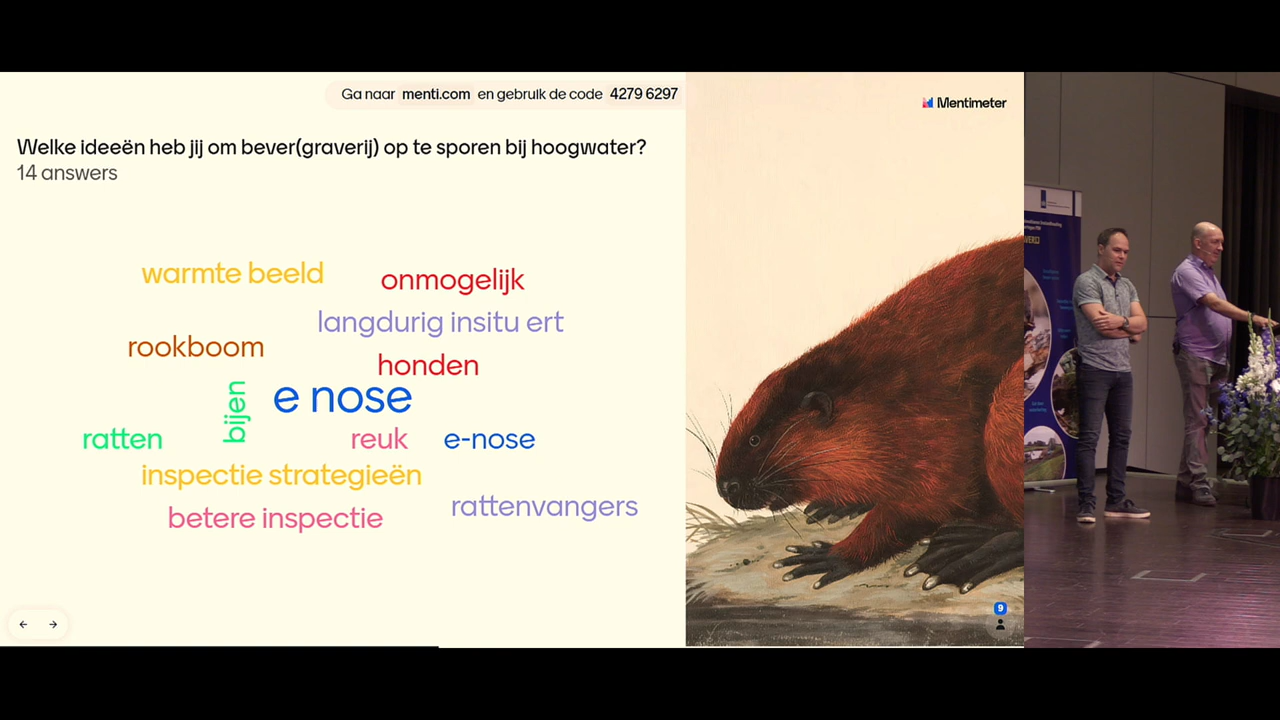 Ga naar menti.com en gebruik de code 4279 6297
Mentimeter
Welke ideeën heb jij om bever(graverij) op te sporen bij hoogwater?
14 answers
warmte beeld
onmogelijk
langdurig insitu ert
rookboom
honden
bijen
e nose
ratten
reuk
e-nose
inspectie strategieën
rattenvangers
betere inspectie
9